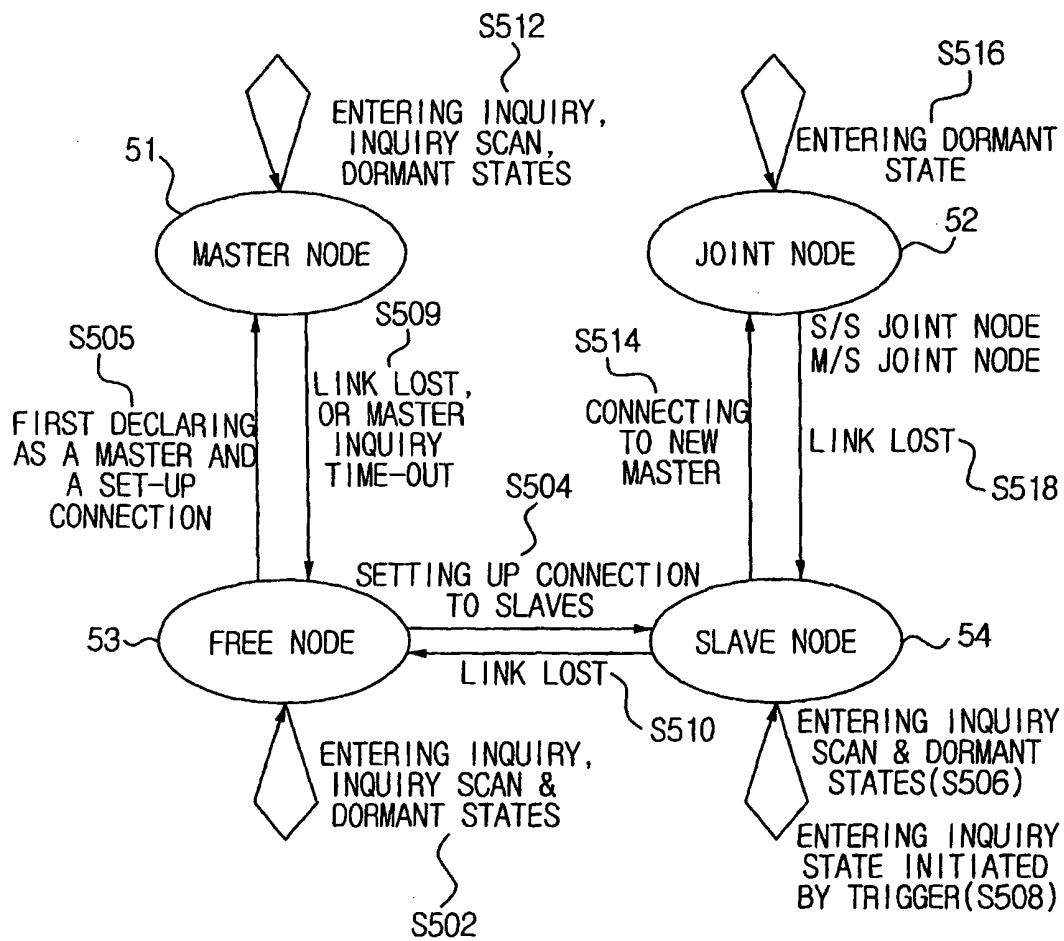 S512
ENTERING INQUIRY,
INQUIRY SCAN,
DORMANT STATES
S516
ENTERING DORMANT
STATE
51
MASTER NODE
52
JOINT NODE
S505
FIRST DECLARING
AS A MASTER AND
A SET-UP
CONNECTION
S509
LINK LOST,
OR MASTER
INQUIRY
TIME-OUT
S514
CONNECTING
TO NEW
MASTER
S/S JOINT NODE
M/S JOINT NODE
LINK LOST
S518
S504
SETTING UP CONNECTION
TO SLAVES
53
FREE NODE
SLAVE NODE
54
LINK LOST
S510
ENTERING INQUIRY,
INQUIRY SCAN &
DORMANT STATES
S502
ENTERING INQUIRY
SCAN & DORMANT
STATES(S506)
ENTERING INQUIRY
STATE INITIATED
BY TRIGGER(S508)